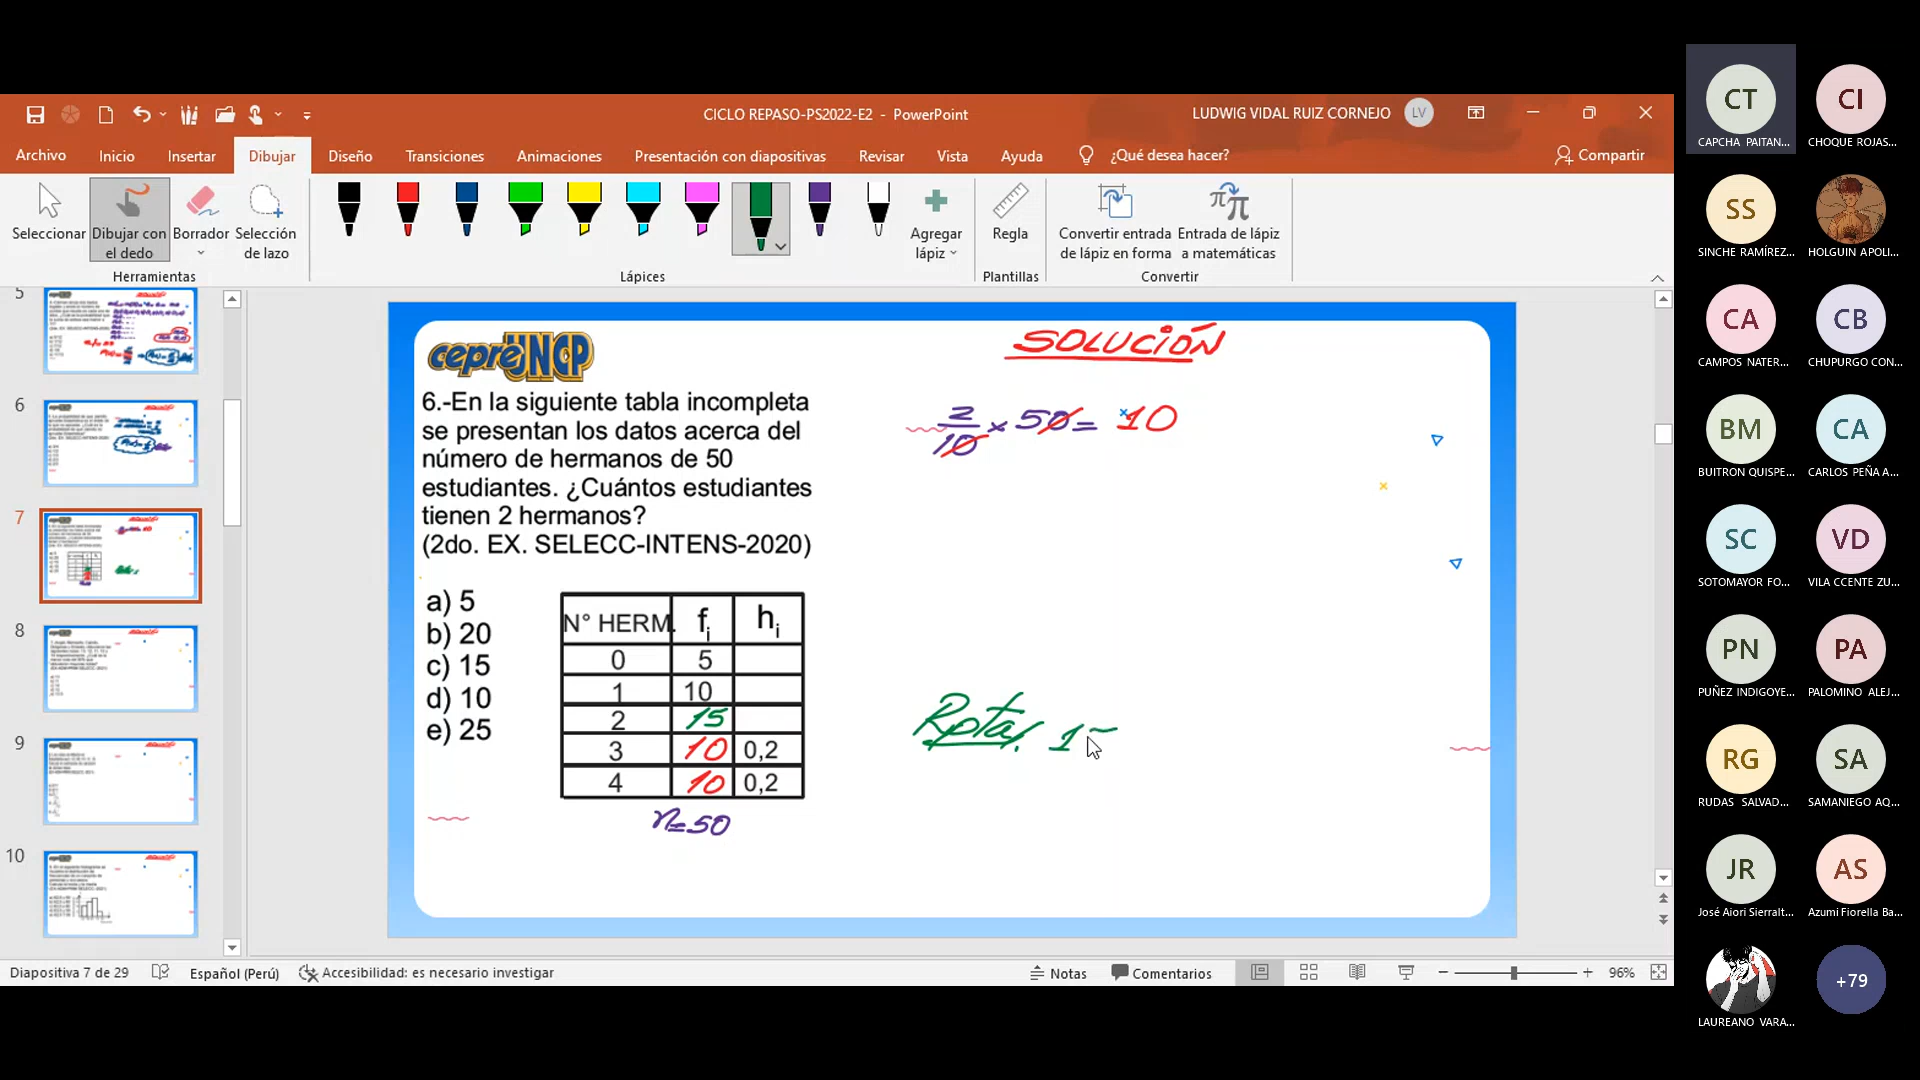 CICLO REPASO-PS2022-E2 - PowerPoint
LUDWIG VIDAL RUIZ CORNEJO
LV
Archivo
Inicio
Insertar
Dibujar
Diseño
Transiciones
Animaciones
Presentación con diapositivas
Revisar
Vista
Ayuda
¿Qué desea hacer?
Compartir
Seleccionar
Dibujar con el dedo
Borrador
Selección de lazo
Herramientas
Lápices
Agregar lápiz
Regla
Plantillas
Convertir entrada de lápiz en forma
Entrada de lápiz a matemáticas
Convertir
5
6
7
8
9
10
cepre UNCP
SOLUCIÓN
6.-En la siguiente tabla incompleta
se presentan los datos acerca del
número de hermanos de 50
estudiantes. ¿Cuántos estudiantes
tienen 2 hermanos?
(2do. EX. SELECC-INTENS-2020)
a) 5
b) 20
c) 15
d) 10
e) 25
N° HERM. fi hi
0 5
1 10
2 15
3 10 0,2
4 10 0,2
n=50
2/10 × 50 = 10
Rpta. 1
Diapositiva 7 de 29
Español (Perú)
Accesibilidad: es necesario investigar
Notas
Comentarios
96%
CT
CAPCHA PAITAN...
CI
CHOQUE ROJAS...
SS
SINCHE RAMÍREZ...
HOLGUIN APOLI...
CA
CAMPOS NATER...
CB
CHUPURGO CON...
BM
BUITRON QUISPE...
CA
CARLOS PEÑA A...
SC
SOTOMAYOR FO...
VD
VILA CCENTE ZU...
PN
PUÑEZ INDIGOYE...
PA
PALOMINO ALEJ...
RG
RUDAS SALVAD...
SA
SAMANIEGO AQ...
JR
José Aiori Sierralt...
AS
Azumi Fiorella Ba...
LAUREANO VARA...
+79